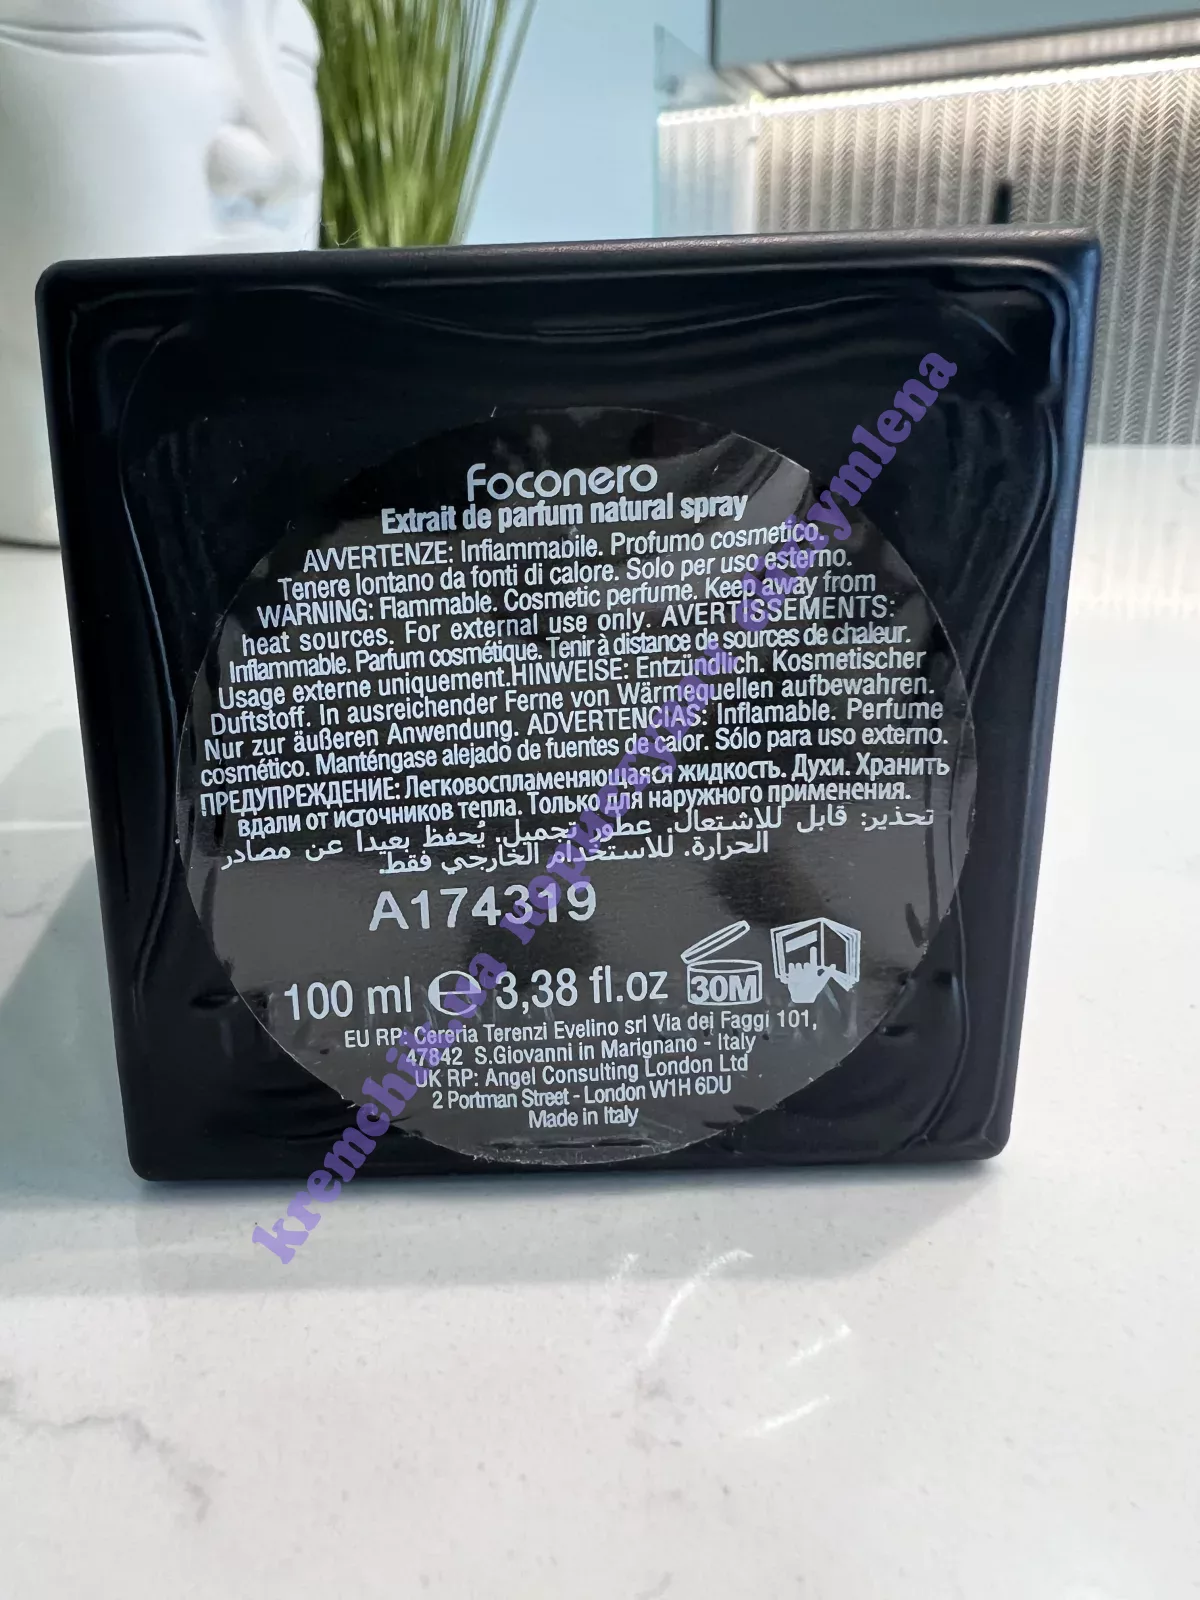 Foconero
Extrait de parfum natural spray
AVVERTENZE: Infiammabile. Profumo cosmetico.
Tenere lontano da fonti di calore. Solo per uso esterno.
WARNING: Flammable. Cosmetic perfume. Keep away from
heat sources. For external use only. AVERTISSEMENTS:
Inflammable. Parfum cosmétique. Tenir à distance de sources de chaleur.
Usage externe uniquement.HINWEISE: Entzündlich. Kosmetischer
Duftstoff. In ausreichender Ferne von Wärmequellen aufbewahren.
Nur zur äußeren Anwendung. ADVERTENCIAS: Inflamable. Perfume
cosmético. Manténgase alejado de fuentes de calor. Sólo para uso externo.
ПРЕДУПРЕЖДЕНИЕ: Легковоспламеняющаяся жидкость. Духи. Хранить
вдали от источников тепла. Только для наружного применения.
تحذير: قابل للاشتعال. عطور تجميل. يُحفظ بعيدا عن مصادر
الحرارة. للاستخدام الخارجي فقط.
A174319
100 ml ℮ 3,38 fl.oz 30M
EU RP: Cereria Terenzi Evelino srl Via dei Faggi 101,
47842 S.Giovanni in Marignano - Italy
UK RP: Angel Consulting London Ltd
2 Portman Street - London W1H 6DU
Made in Italy